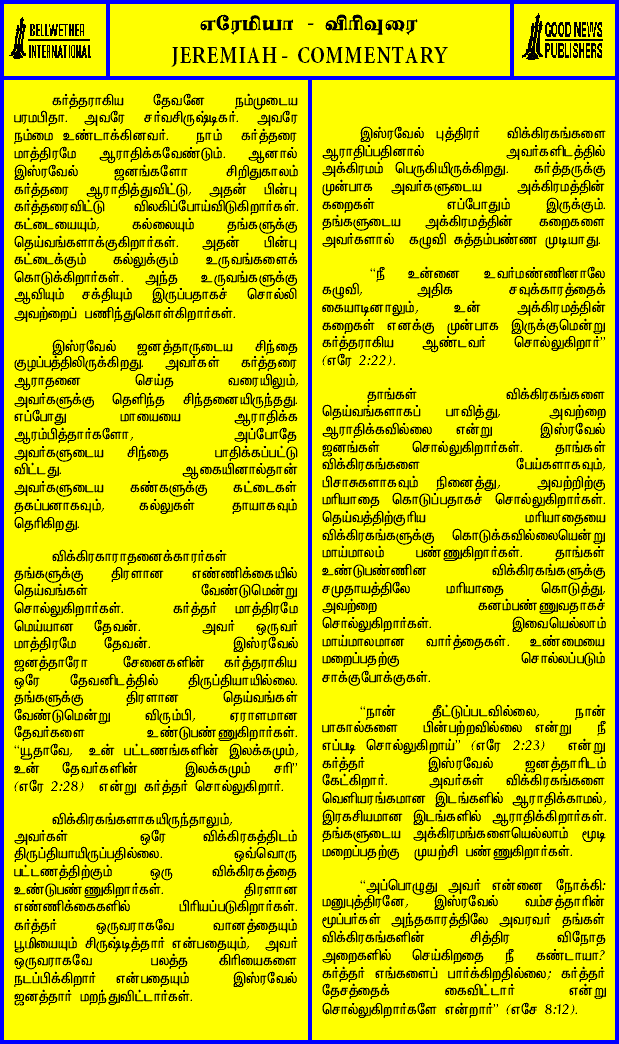 BELLWETHER
INTERNATIONAL
எரேமியா - விரிவுரை
JEREMIAH - COMMENTARY
GOOD NEWS
PUBLISHERS
கர்த்தராகிய தேவனே நம்முடைய
பரமபிதா. அவரே சர்வசிருஷ்டிகர். அவரே
நம்மை உண்டாக்கினவர். நாம் கர்த்தரை
மாத்திரமே ஆராதிக்கவேண்டும். ஆனால்
இஸ்ரவேல் ஜனங்களோ சிறிதுகாலம்
கர்த்தரை ஆராதித்துவிட்டு, அதன் பின்பு
கர்த்தரைவிட்டு விலகிப்போய்விடுகிறார்கள்.
கட்டையையும், கல்லையும் தங்களுக்கு
தெய்வங்களாக்குகிறார்கள். அதன் பின்பு
கட்டைக்கும் கல்லுக்கும் உருவங்களைக்
கொடுக்கிறார்கள். அந்த உருவங்களுக்கு
ஆவியும் சக்தியும் இருப்பதாகச் சொல்லி
அவற்றைப் பணிந்துகொள்கிறார்கள்.
இஸ்ரவேல் ஜனத்தாருடைய சிந்தை
குழப்பத்திலிருக்கிறது. அவர்கள் கர்த்தரை
ஆராதனை செய்த வரையிலும்,
அவர்களுக்கு தெளிந்த சிந்தனையிருந்தது.
எப்போது மாயையை ஆராதிக்க
ஆரம்பித்தார்களோ, அப்போதே
அவர்களுடைய சிந்தை பாதிக்கப்பட்டு
விட்டது. ஆகையினால்தான்
அவர்களுடைய கண்களுக்கு கட்டைகள்
தகப்பனாகவும், கல்லுகள் தாயாகவும்
தெரிகிறது.
விக்கிரகாராதனைக்காரர்கள்
தங்களுக்கு திரளான எண்ணிக்கையில்
தெய்வங்கள் வேண்டுமென்று
சொல்லுகிறார்கள். கர்த்தர் மாத்திரமே
மெய்யான தேவன். அவர் ஒருவர்
மாத்திரமே தேவன். இஸ்ரவேல்
ஜனத்தாரோ சேனைகளின் கர்த்தராகிய
ஒரே தேவனிடத்தில் திருப்தியாயில்லை.
தங்களுக்கு திரளான தெய்வங்கள்
வேண்டுமென்று விரும்பி, ஏராளமான
தேவர்களை உண்டுபண்ணுகிறார்கள்.
“யூதாவே, உன் பட்டணங்களின் இலக்கமும்,
உன் தேவர்களின் இலக்கமும் சரி”
(எரே 2:28) என்று கர்த்தர் சொல்லுகிறார்.
விக்கிரகங்களாகயிருந்தாலும்,
அவர்கள் ஒரே விக்கிரகத்திடம்
திருப்தியாயிருப்பதில்லை. ஒவ்வொரு
பட்டணத்திற்கும் ஒரு விக்கிரகத்தை
உண்டுபண்ணுகிறார்கள். திரளான
எண்ணிக்கைகளில் பிரியப்படுகிறார்கள்.
கர்த்தர் ஒருவராகவே வானத்தையும்
பூமியையும் சிருஷ்டித்தார் என்பதையும், அவர்
ஒருவராகவே பலத்த கிரியைகளை
நடப்பிக்கிறார் என்பதையும் இஸ்ரவேல்
ஜனத்தார் மறந்துவிட்டார்கள்.
இஸ்ரவேல் புத்திரர் விக்கிரகங்களை
ஆராதிப்பதினால் அவர்களிடத்தில்
அக்கிரமம் பெருகியிருக்கிறது. கர்த்தருக்கு
முன்பாக அவர்களுடைய அக்கிரமத்தின்
கறைகள் எப்போதும் இருக்கும்.
தங்களுடைய அக்கிரமத்தின் கறைகளை
அவர்களால் கழுவி சுத்தம்பண்ண முடியாது.
“நீ உன்னை உவர்மண்ணினாலே
கழுவி, அதிக சவுக்காரத்தைக்
கையாடினாலும், உன் அக்கிரமத்தின்
கறைகள் எனக்கு முன்பாக இருக்குமென்று
கர்த்தராகிய ஆண்டவர் சொல்லுகிறார்”
(எரே 2:22).
தாங்கள் விக்கிரகங்களை
தெய்வங்களாகப் பாவித்து, அவற்றை
ஆராதிக்கவில்லை என்று இஸ்ரவேல்
ஜனங்கள் சொல்லுகிறார்கள். தாங்கள்
விக்கிரகங்களை பேய்களாகவும்,
பிசாசுகளாகவும் நினைத்து, அவற்றிற்கு
மரியாதை கொடுப்பதாகச் சொல்லுகிறார்கள்.
தெய்வத்திற்குரிய மரியாதையை
விக்கிரகங்களுக்கு கொடுக்கவில்லையென்று
மாய்மாலம் பண்ணுகிறார்கள். தாங்கள்
உண்டுபண்ணின விக்கிரகங்களுக்கு
சமுதாயத்திலே மரியாதை கொடுத்து,
அவற்றை கனம்பண்ணுவதாகச்
சொல்லுகிறார்கள். இவையெல்லாம்
மாய்மாலமான வார்த்தைகள். உண்மையை
மறைப்பதற்கு சொல்லப்படும்
சாக்குபோக்குகள்.
“நான் தீட்டுப்படவில்லை, நான்
பாகால்களை பின்பற்றவில்லை என்று நீ
எப்படி சொல்லுகிறாய்” (எரே 2:23) என்று
கர்த்தர் இஸ்ரவேல் ஜனத்தாரிடம்
கேட்கிறார். அவர்கள் விக்கிரகங்களை
வெளியரங்கமான இடங்களில் ஆராதிக்காமல்,
இரகசியமான இடங்களில் ஆராதிக்கிறார்கள்.
தங்களுடைய அக்கிரமங்களையெல்லாம் மூடி
மறைப்பதற்கு முயற்சி பண்ணுகிறார்கள்.
“அப்பொழுது அவர் என்னை நோக்கி:
மனுபுத்திரனே, இஸ்ரவேல் வம்சத்தாரின்
மூப்பர்கள் அந்தகாரத்திலே அவரவர் தங்கள்
விக்கிரகங்களின் சித்திர விநோத
அறைகளில் செய்கிறதை நீ கண்டாயா?
கர்த்தர் எங்களைப் பார்க்கிறதில்லை; கர்த்தர்
தேசத்தைக் கைவிட்டார் என்று
சொல்லுகிறார்களே என்றார்” (எசே 8:12).